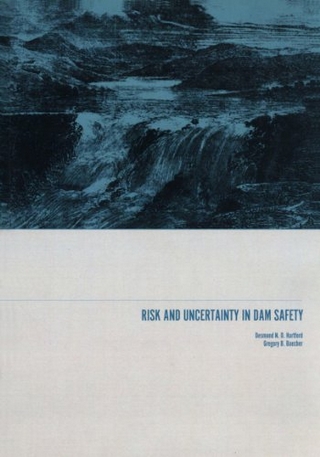 RISK AND UNCERTAINTY IN DAM SAFETY
Desmond N. D. Hartford
Gregory B. Baecher